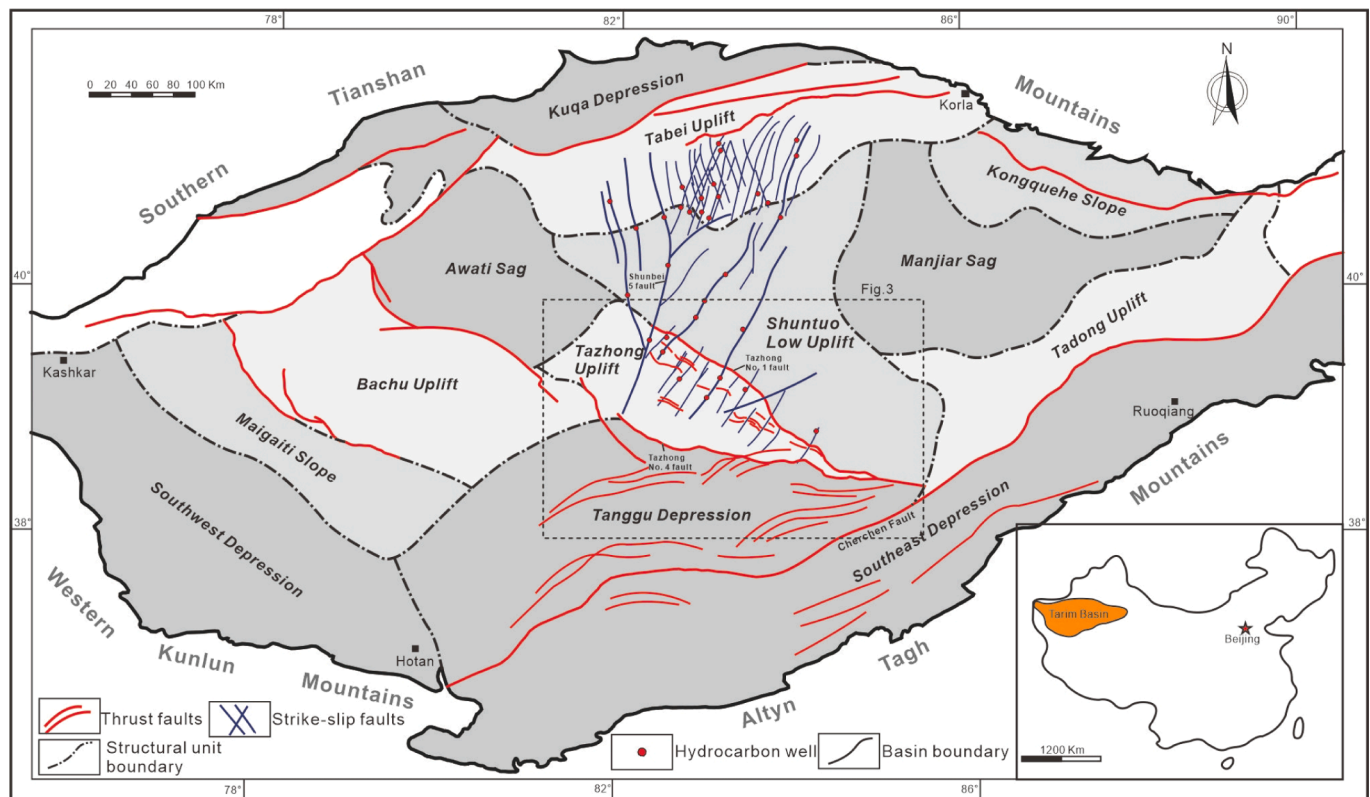 78°
82°
86°
90°
0 20 40 60 80 100 Km
N
Tianshan
Mountains
Southern
Kuqa Depression
Korla
Tabei Uplift
Kongquehe Slope
40°
Awati Sag
Shunbei
5 fault
Manjiar Sag
40°
Fig.3
Shuntuo
Low Uplift
Tadong Uplift
Kashkar
Bachu Uplift
Tazhong
Uplift
Tazhong
No. 1 fault
Ruoqiang
Maigaiti Slope
Tazhong
No. 4 fault
Mountains
Southwest Depression
Tanggu Depression
Cherchen Fault
Southeast Depression
38°
38°
Western
Kunlun
Mountains
Hotan
Tagh
Altyn
Tarim Basin
Beijing
1200 Km
Thrust faults
Strike-slip faults
Structural unit
boundary
Hydrocarbon well
Basin boundary
78°
82°
86°